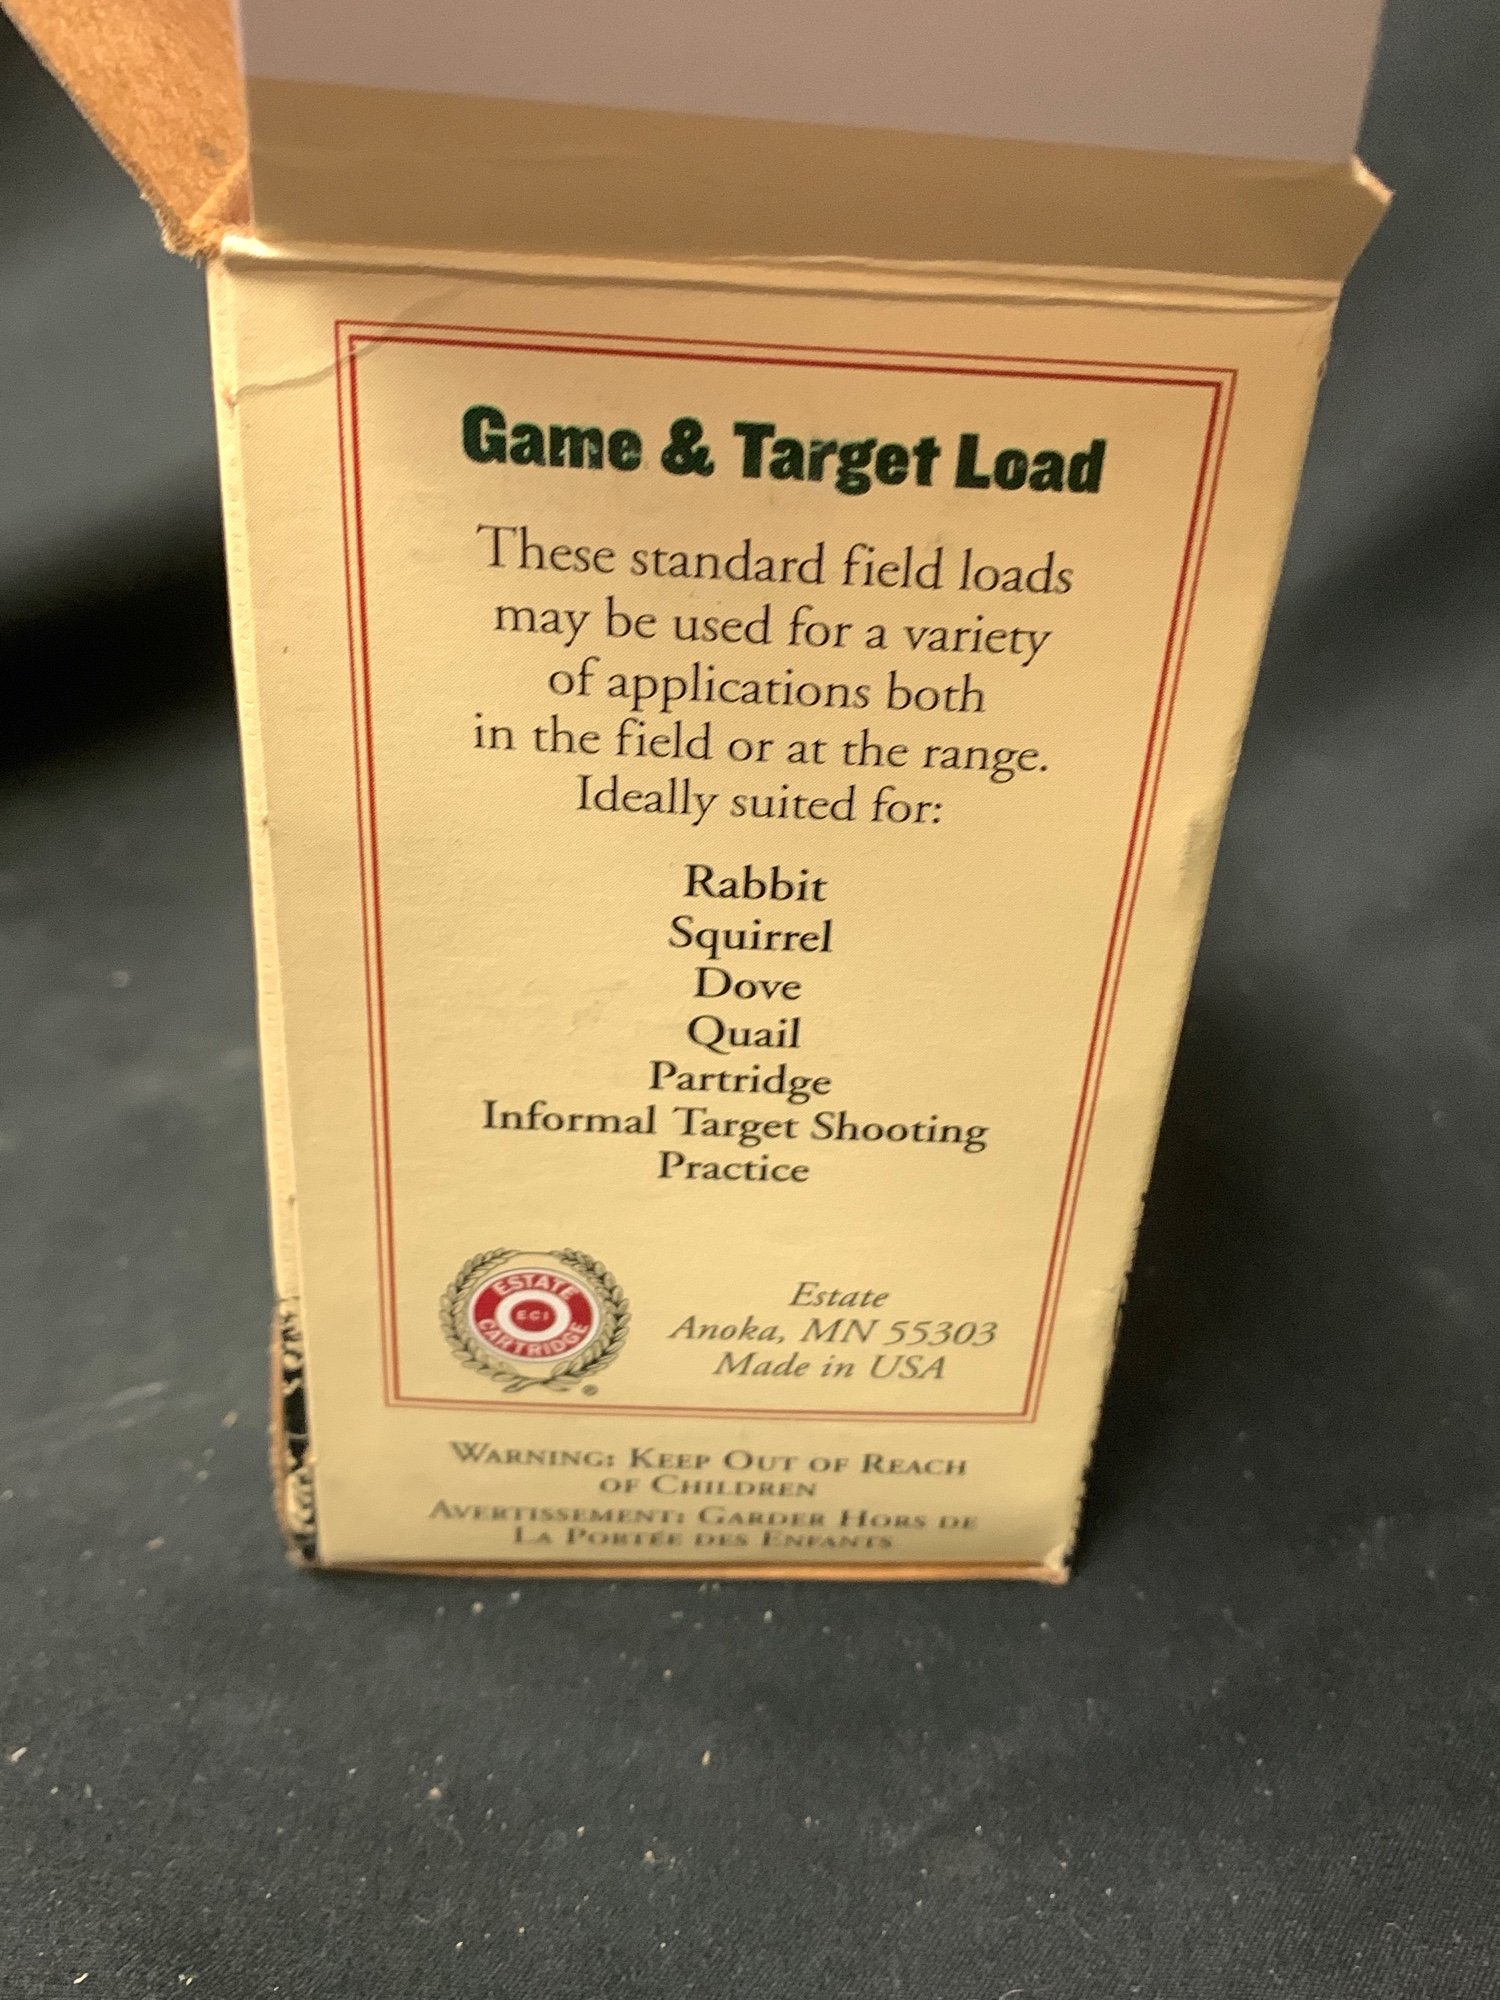 Game & Target Load
These standard field loads
may be used for a variety
of applications both
in the field or at the range.
Ideally suited for:
Rabbit
Squirrel
Dove
Quail
Partridge
Informal Target Shooting
Practice
ESTATE
E.C.I
CARTRIDGE
®
Estate
Anoka, MN 55303
Made in USA
WARNING: KEEP OUT OF REACH
OF CHILDREN
AVERTISSEMENT: GARDER HORS DE
LA PORTÉE DES ENFANTS